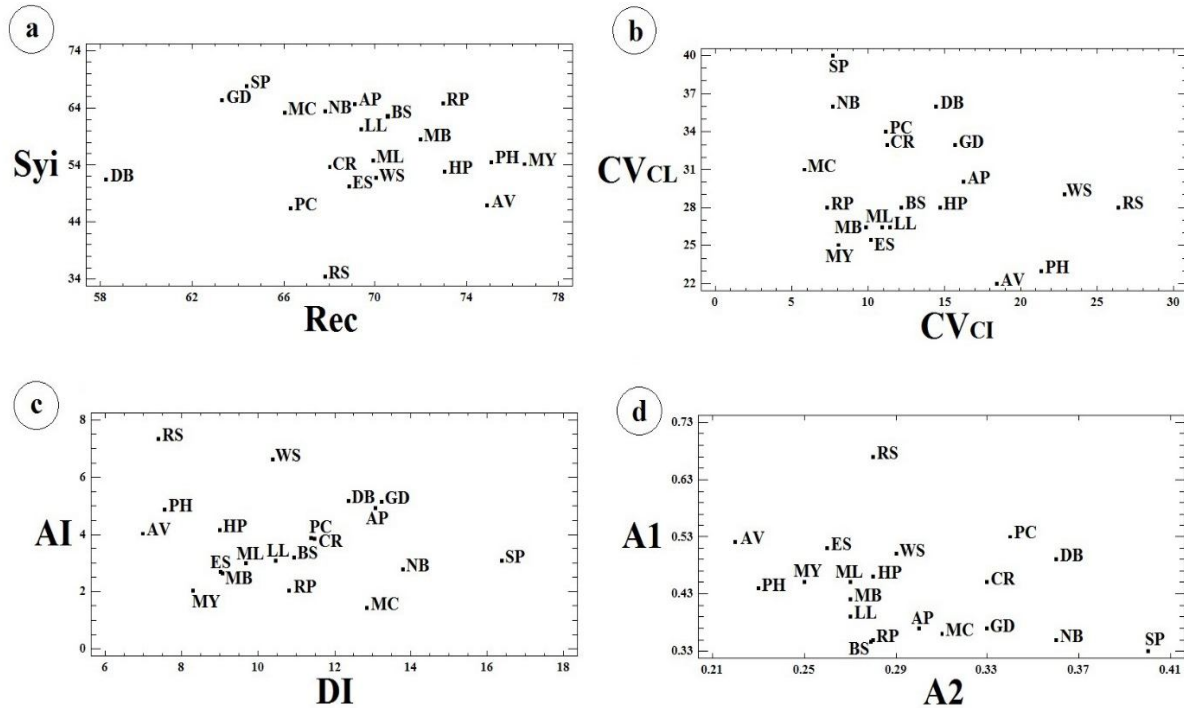 a
74
64
54
44
34
Syi
GD SP
MC NB AP BS RP
LL
MB
DB
CR ML WS HP PH MY
ES
PC
AV
RS
58 62 66 70 74 78
Rec
b
40
37
34
31
28
25
22
CVCL
SP
NB DB
PC
CR GD
MC
AP
WS
RP BS HP RS
ML
MB LL
ES
MY
PH
AV
0 5 10 15 20 25 30
CVCI
c
8
6
4
2
0
AI
RS
WS
PH DB GD
AP
AV HP PC
CR
ES ML LL BS
MB
NB SP
MY RP
MC
6 8 10 12 14 16 18
DI
d
0.73
0.63
0.53
0.43
0.33
A1
RS
AV ES WS PC
DB
PH MY ML HP CR
MB
LL
AP MC GD
BS RP NB SP
0.21 0.25 0.29 0.33 0.37 0.41
A2